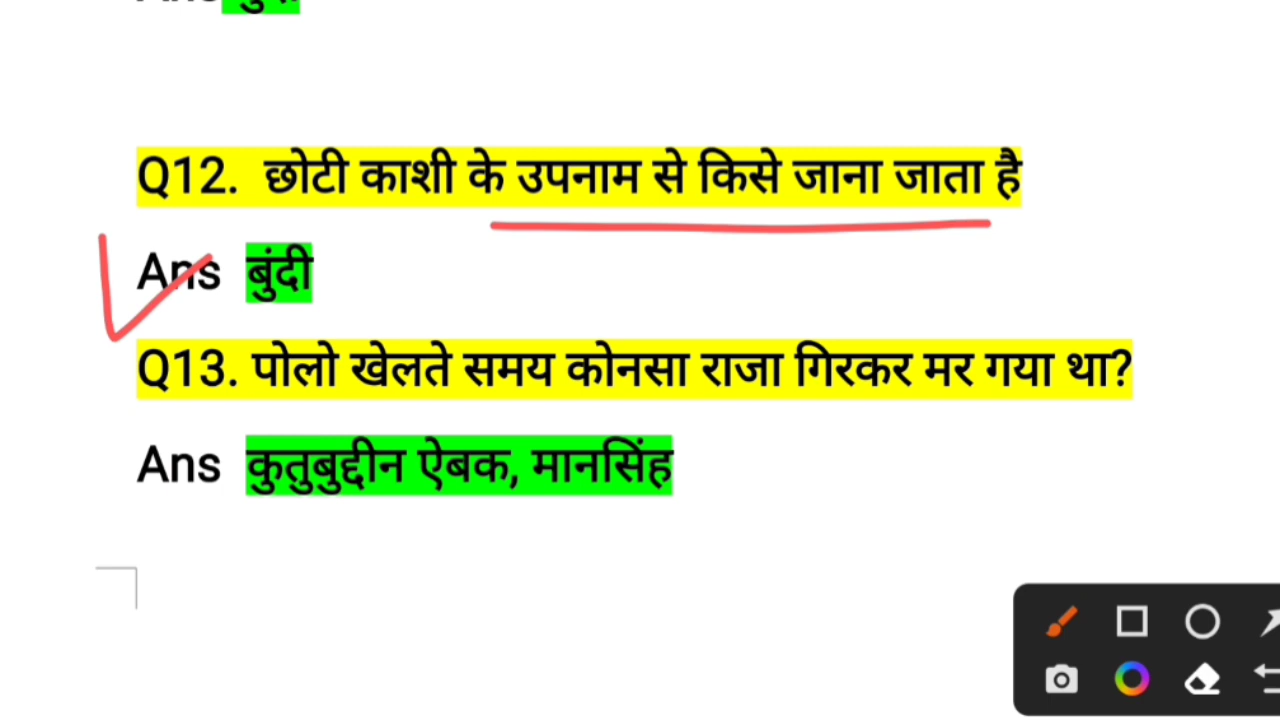 Q12. छोटी काशी के उपनाम से किसे जाना जाता है
Ans बुंदी
Q13. पोलो खेलते समय कोनसा राजा गिरकर मर गया था?
Ans कुतुबुद्दीन ऐबक, मानसिंह